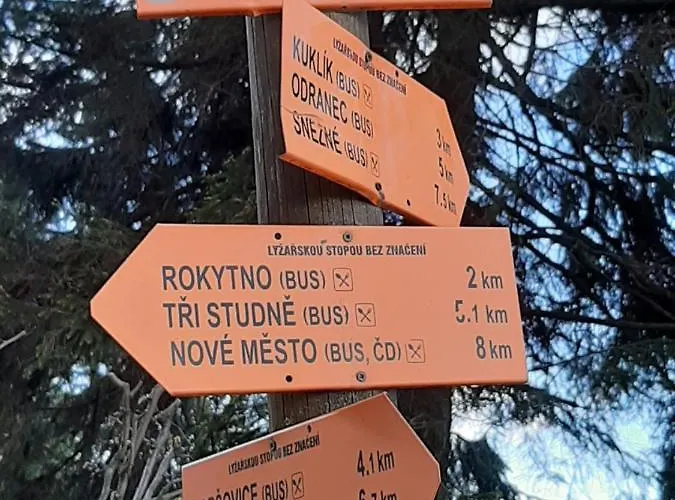 LYŽAŘSKOU STOPOU BEZ ZNAČENÍ
KUKLÍK (BUS) 3 km
ODRANEC (BUS) 5 km
SNĚŽNÉ (BUS) 7.5 km
LYŽAŘSKOU STOPOU BEZ ZNAČENÍ
ROKYTNO (BUS) 2 km
TŘI STUDNĚ (BUS) 5.1 km
NOVÉ MĚSTO (BUS, ČD) 8 km
LYŽAŘSKOU STOPOU BEZ ZNAČENÍ
(BUS) 4.1 km
km